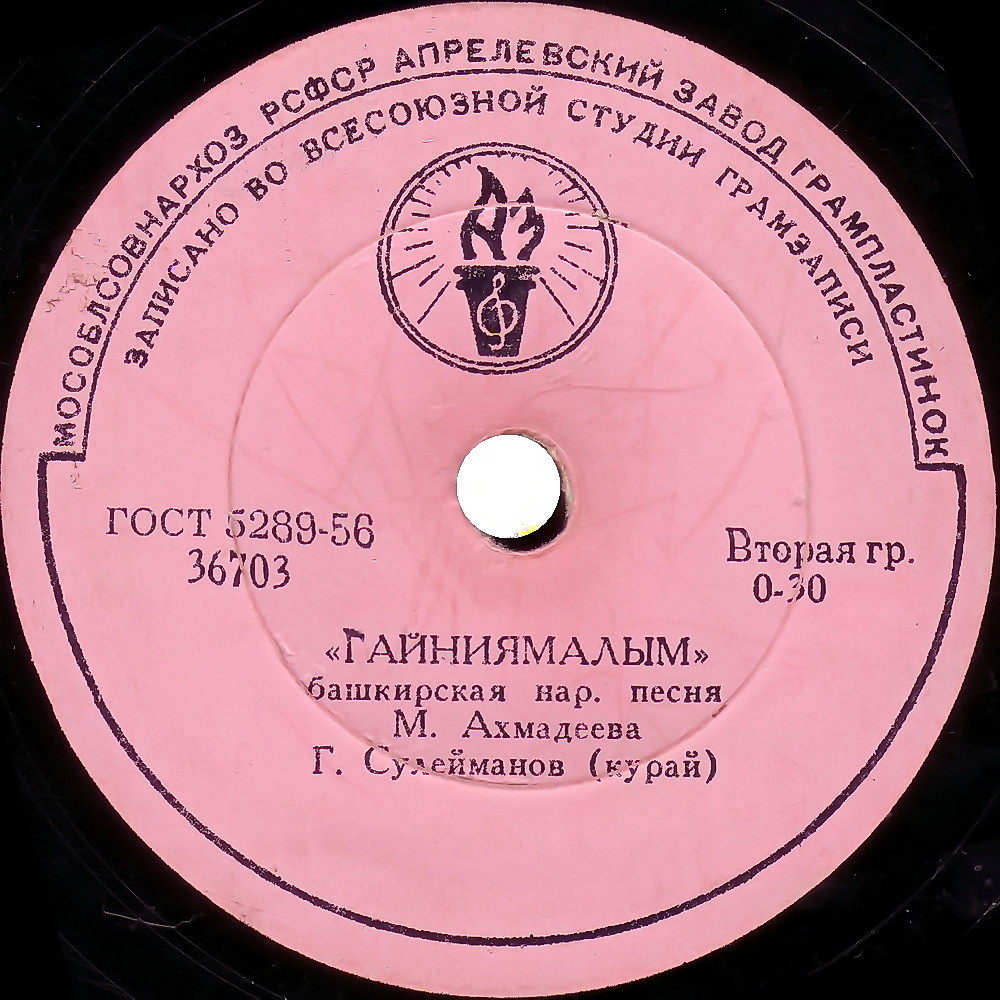 МОСОБЛСОВНАРХОЗ РСФСР АПРЕЛЕВСКИЙ ЗАВОД ГРАМПЛАСТИНОК
ЗАПИСАНО ВО ВСЕСОЮЗНОЙ СТУДИИ ГРАМЗАПИСИ
ГОСТ 5289-56
36703
Вторая гр.
0-30
«ГАЙНИЯМАЛЫМ»
башкирская нар. песня
М. Ахмадеева
Г. Сулейманов (курай)